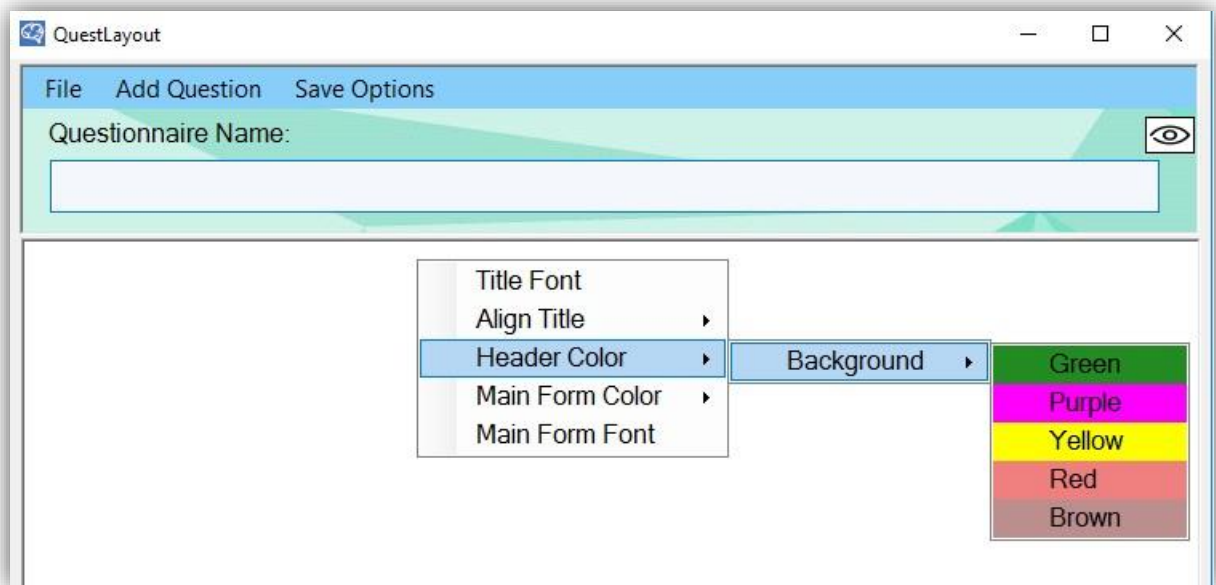 QuestLayout
File Add Question Save Options
Questionnaire Name:
Title Font
Align Title
Header Color
Main Form Color
Main Form Font
Background
Green
Purple
Yellow
Red
Brown